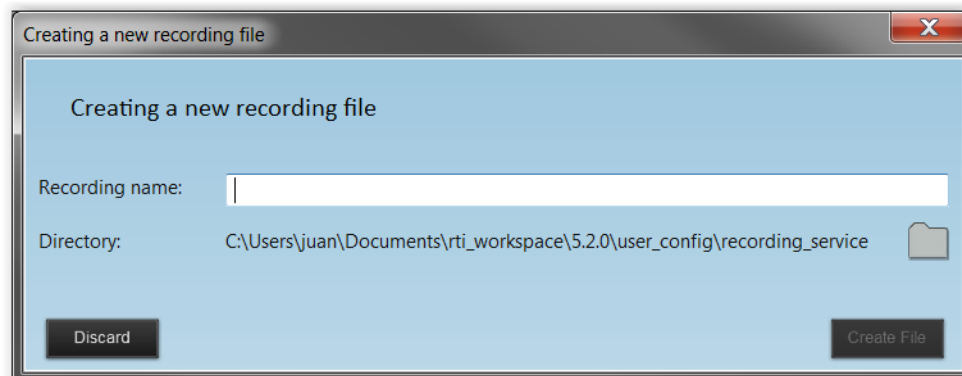 Creating a new recording file
Creating a new recording file
Recording name:
Directory: C:\Users\juan\Documents\rti_workspace\5.2.0\user_config\recording_service
Discard Create File